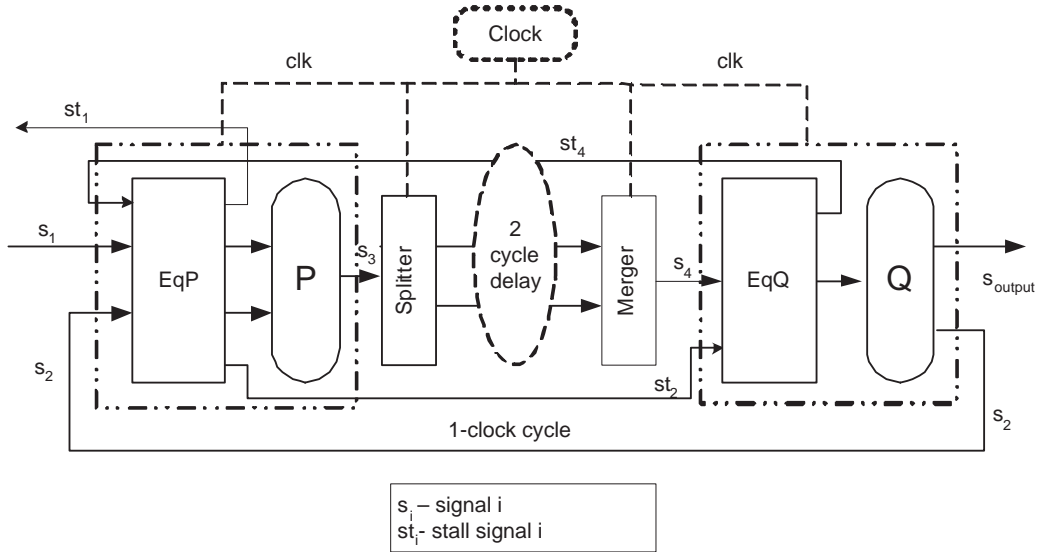 Clock
clk
clk
st1
st4
s1
s3
2
cycle
delay
s4
EqP
P
Splitter
Merger
EqQ
Q
soutput
s2
st2
s2
1-clock cycle
si – signal i
sti- stall signal i